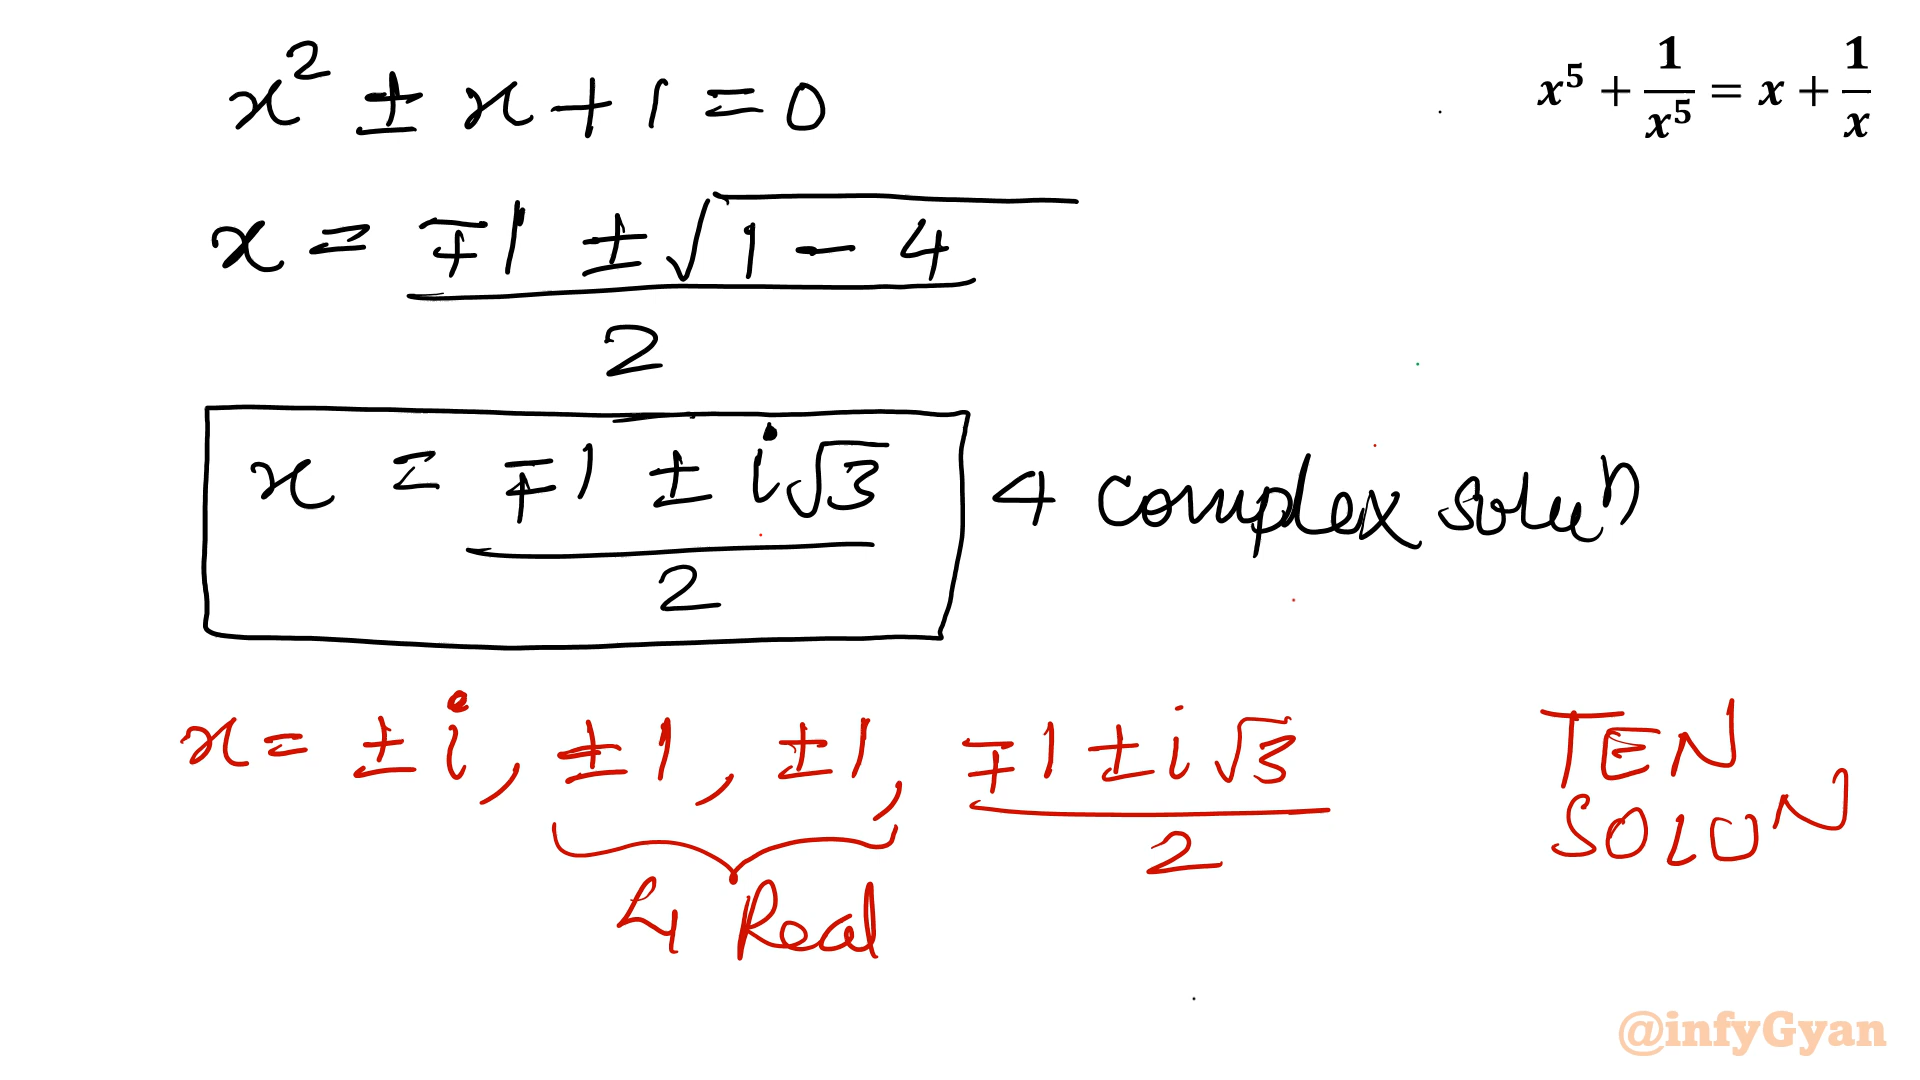 x² ± x + 1 = 0
x⁵ + 1/x⁵ = x + 1/x
x = (∓1 ± √(1 − 4))/2
x = (∓1 ± i√3)/2 4 complex soluⁿ
x = ± i, ±1, ±1, (∓1 ± i√3)/2 TEN
SOLUᴺ
4 Real
@infyGyan